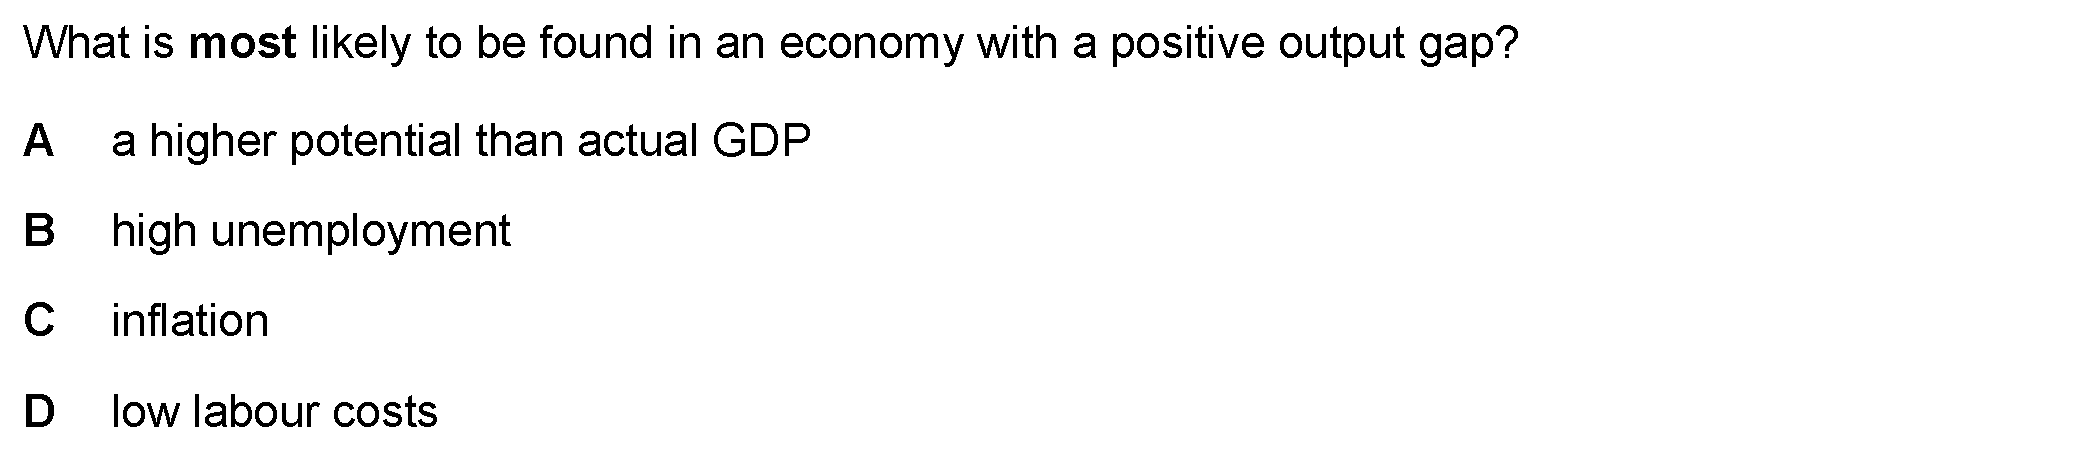 What is most likely to be found in an economy with a positive output gap?
A a higher potential than actual GDP
B high unemployment
C inflation
D low labour costs